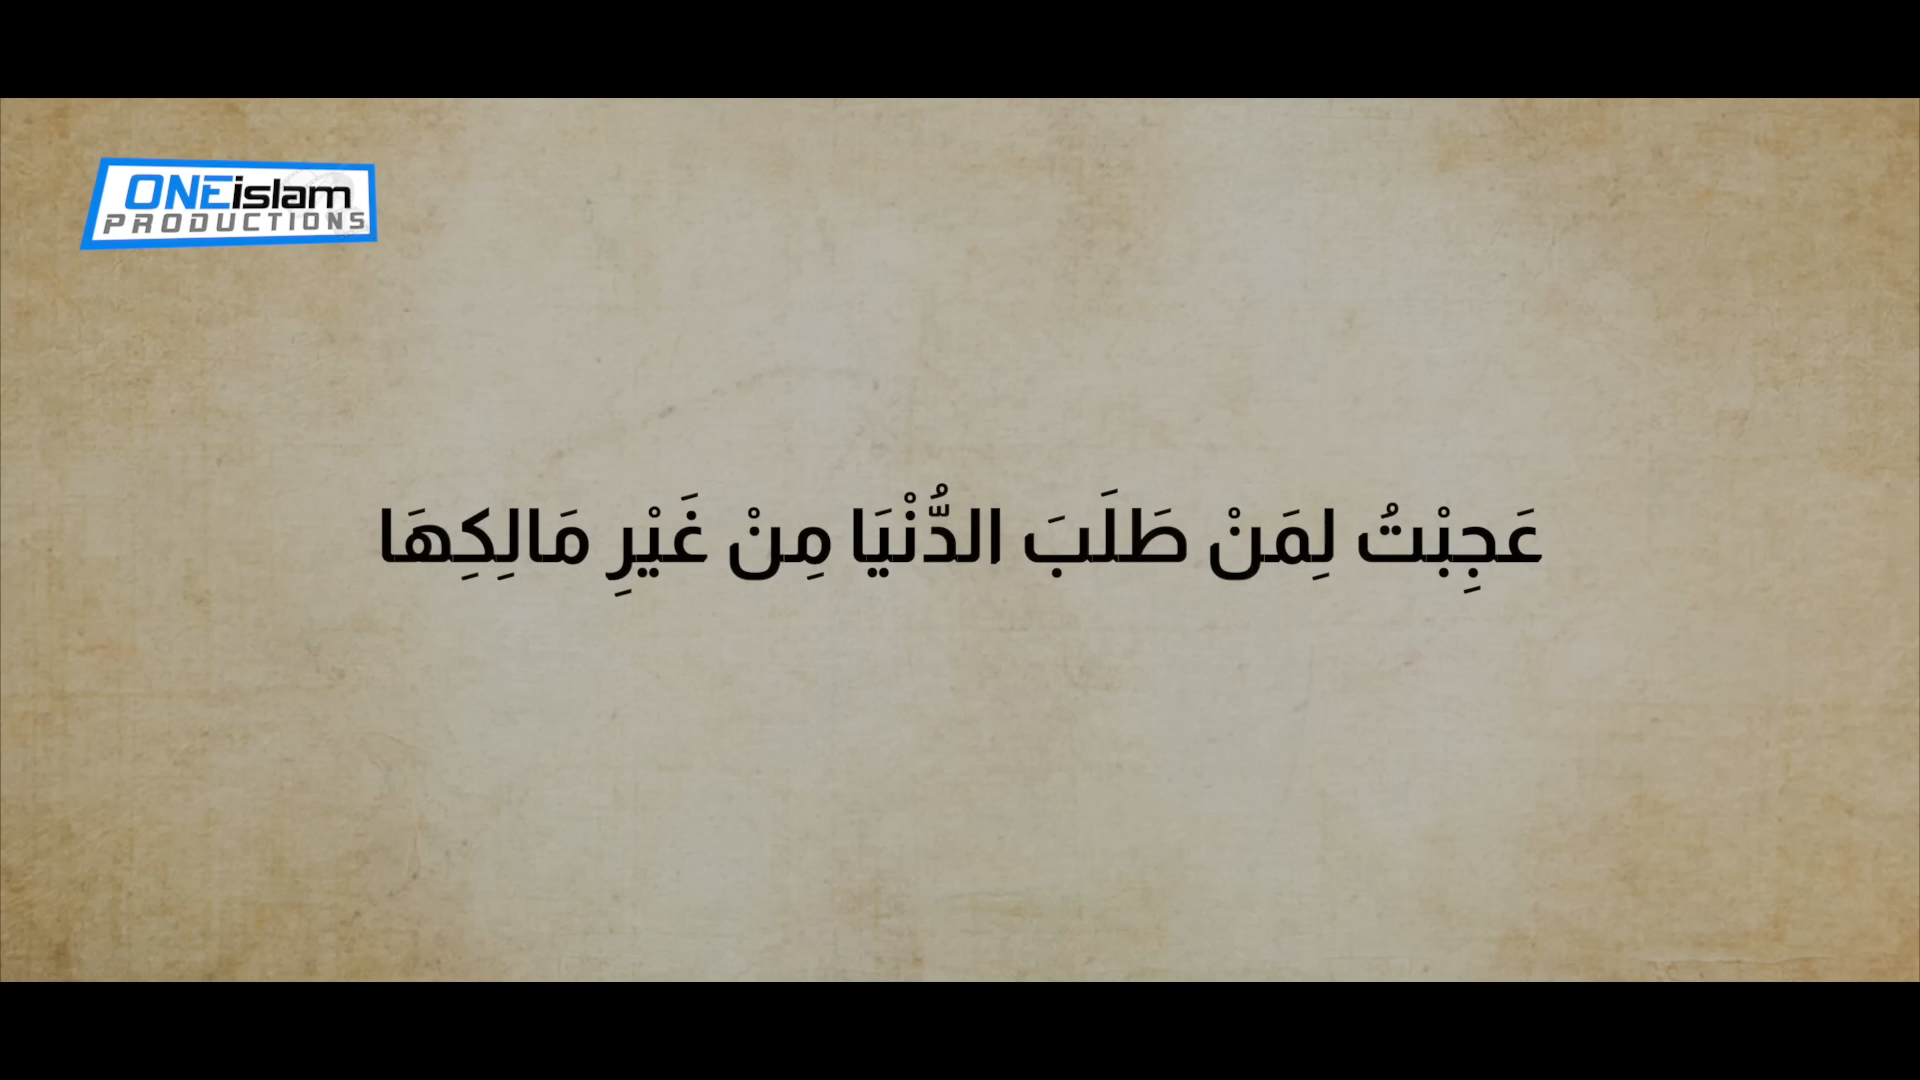 ONEislam
PRODUCTIONS
عَجِبْتُ لِمَنْ طَلَبَ الدُّنْيَا مِنْ غَيْرِ مَالِكِهَا